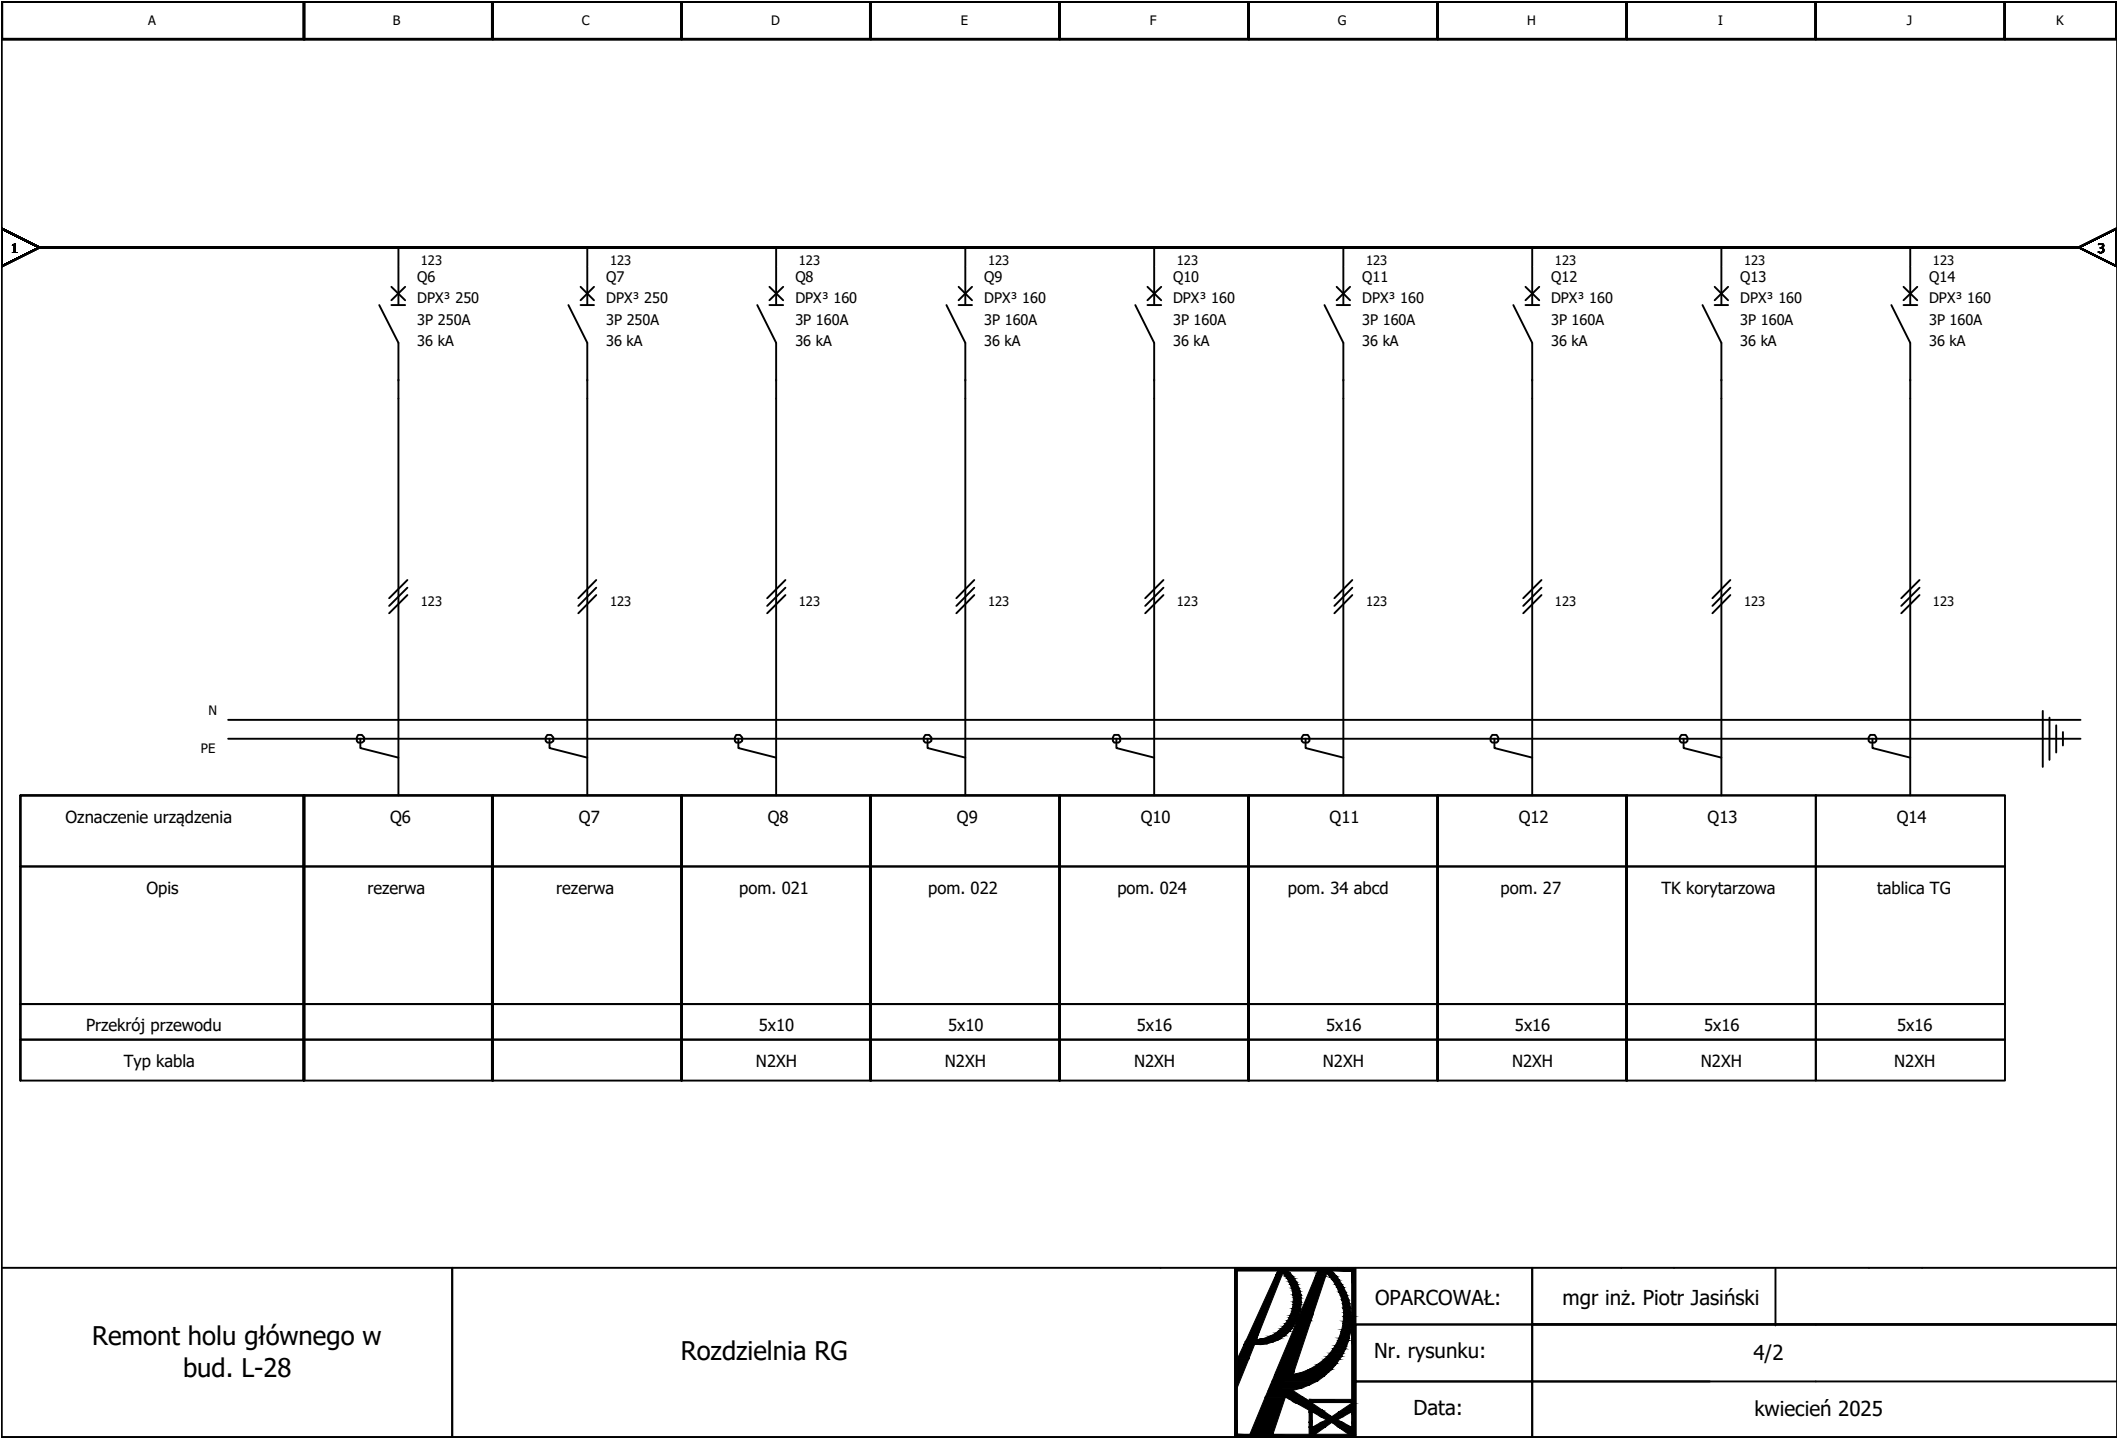 A B C D E F G H I J K
1 3
123 123 123 123 123 123 123 123 123
Q6 Q7 Q8 Q9 Q10 Q11 Q12 Q13 Q14
DPX³ 250 DPX³ 250 DPX³ 160 DPX³ 160 DPX³ 160 DPX³ 160 DPX³ 160 DPX³ 160 DPX³ 160
3P 250A 3P 250A 3P 160A 3P 160A 3P 160A 3P 160A 3P 160A 3P 160A 3P 160A
36 kA 36 kA 36 kA 36 kA 36 kA 36 kA 36 kA 36 kA 36 kA
123 123 123 123 123 123 123 123 123
N
PE
Oznaczenie urządzenia Q6 Q7 Q8 Q9 Q10 Q11 Q12 Q13 Q14
Opis rezerwa rezerwa pom. 021 pom. 022 pom. 024 pom. 34 abcd pom. 27 TK korytarzowa tablica TG
Przekrój przewodu 5x10 5x10 5x16 5x16 5x16 5x16 5x16
Typ kabla N2XH N2XH N2XH N2XH N2XH N2XH N2XH
Remont holu głównego w
bud. L-28
Rozdzielnia RG
OPARCOWAŁ: mgr inż. Piotr Jasiński
Nr. rysunku: 4/2
Data: kwiecień 2025